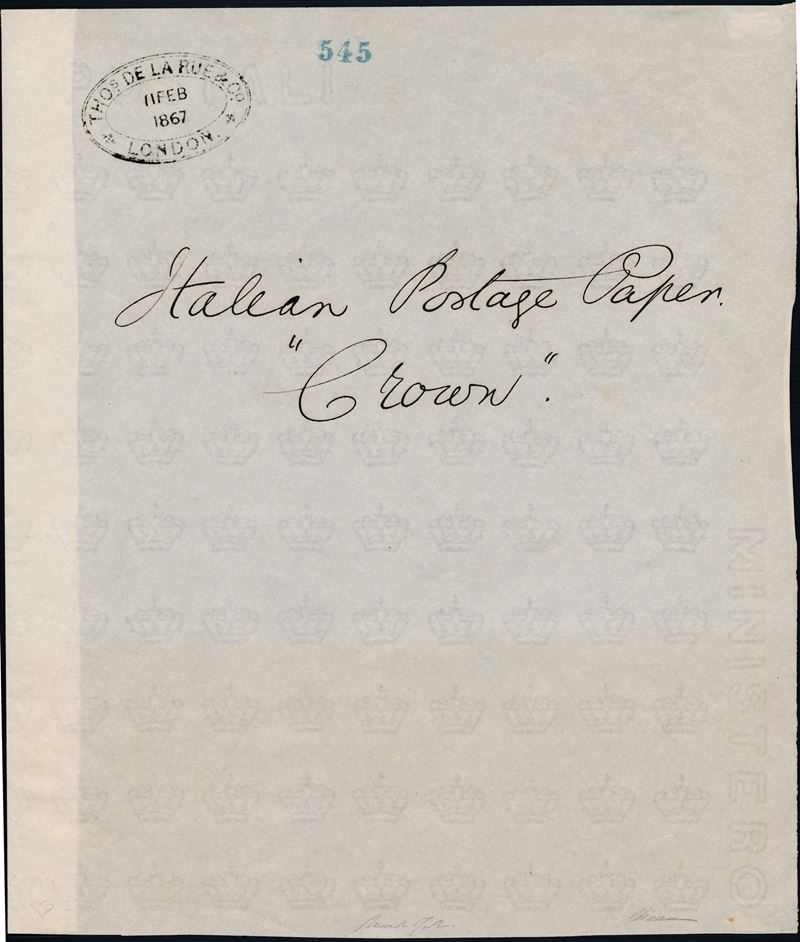 545
THOS DE LA RUE & CO
11 FEB
1867
LONDON.
Italian Postage Paper.
"Crown".
MINISTERO